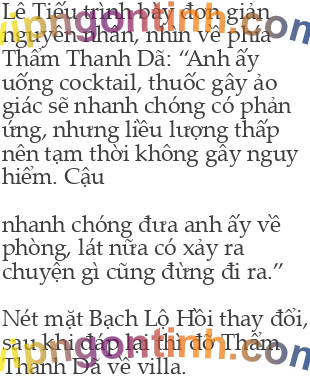 Lê Tiếu trình bày đơn giản
nguyên nhân, nhìn về phía
Thẩm Thanh Dã: “Anh ấy
uống cocktail, thuốc gây ảo
giác sẽ nhanh chóng có phản
ứng, nhưng liều lượng thấp
nên tạm thời không gây nguy
hiểm. Cậu
nhanh chóng đưa anh ấy về
phòng, lát nữa có xảy ra
chuyện gì cũng đừng đi ra.”
Nét mặt Bạch Lộ Hồi thay đổi,
sau khi đáp lại thì đỡ Thẩm
Thanh Dã về villa.